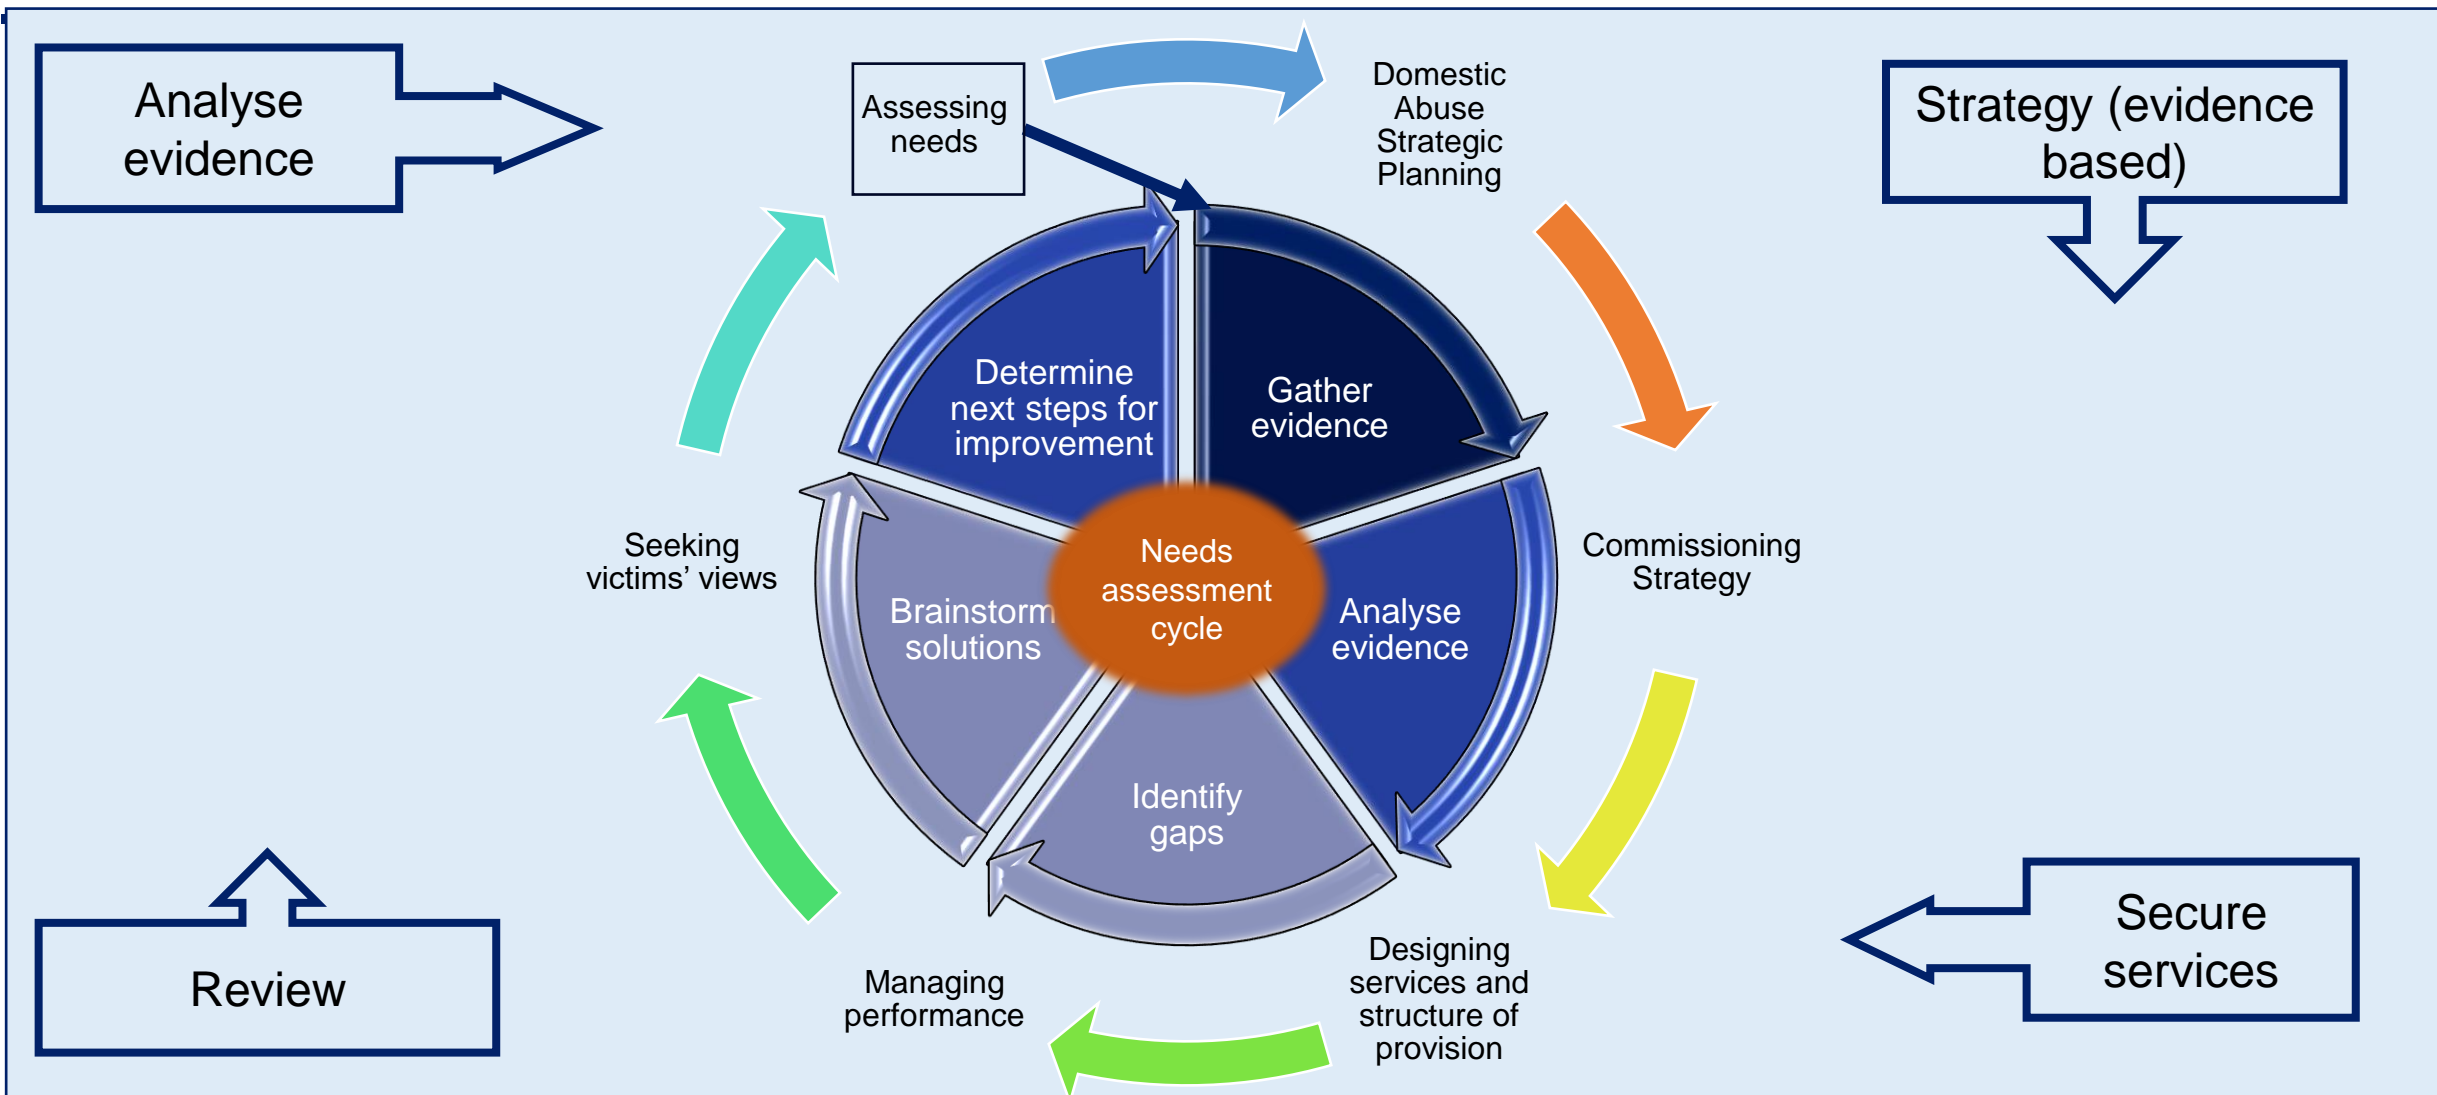 Analyse
evidence
Assessing
needs
Domestic
Abuse
Strategic
Planning
Strategy (evidence
based)
Determine
next steps for
improvement
Gather
evidence
Seeking
victims’ views
Needs
assessment
cycle
Commissioning
Strategy
Brainstorm
solutions
Analyse
evidence
Identify
gaps
Review
Managing
performance
Designing
services and
structure of
provision
Secure
services